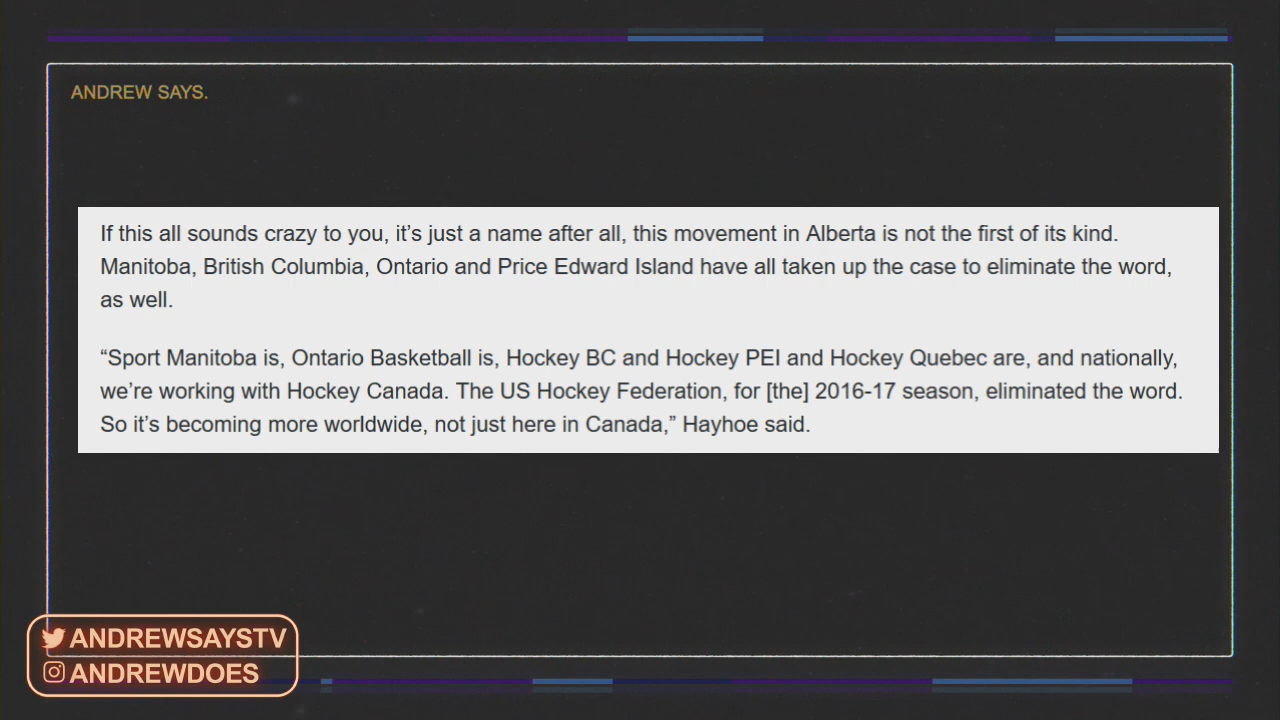 ANDREW SAYS.
If this all sounds crazy to you, it’s just a name after all, this movement in Alberta is not the first of its kind.
Manitoba, British Columbia, Ontario and Price Edward Island have all taken up the case to eliminate the word,
as well.
“Sport Manitoba is, Ontario Basketball is, Hockey BC and Hockey PEI and Hockey Quebec are, and nationally,
we’re working with Hockey Canada. The US Hockey Federation, for [the] 2016-17 season, eliminated the word.
So it’s becoming more worldwide, not just here in Canada,” Hayhoe said.
ANDREWSAYSTV
ANDREWDOES